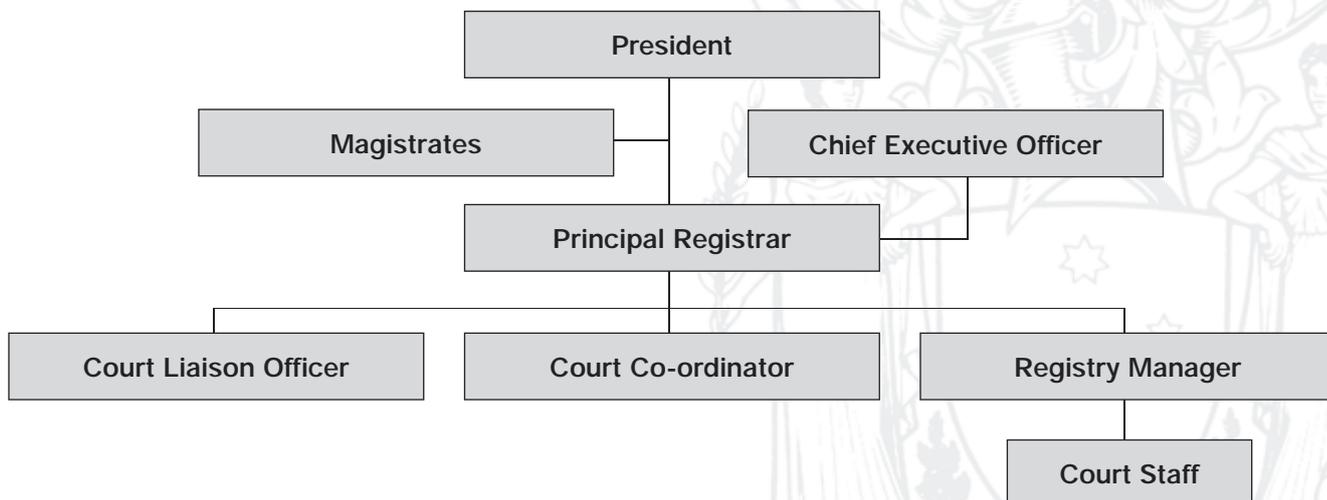 President
Magistrates
Chief Executive Officer
Principal Registrar
Court Liaison Officer
Court Co-ordinator
Registry Manager
Court Staff